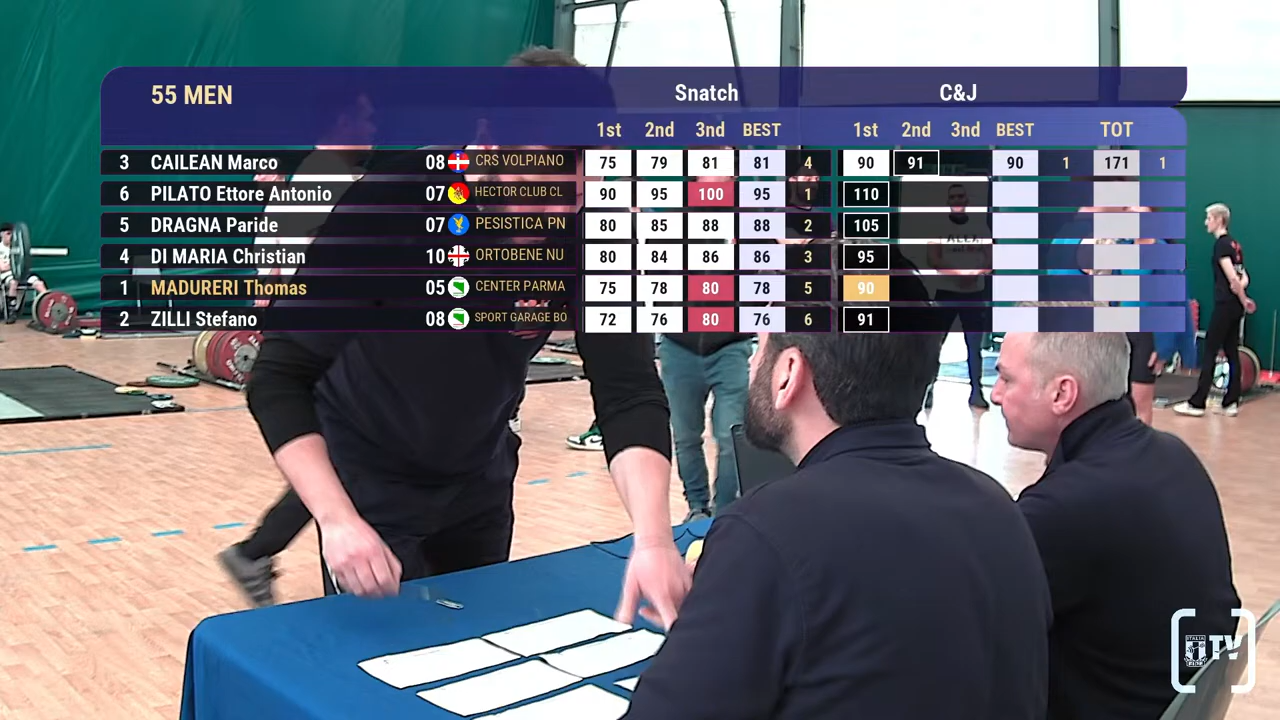 55 MEN Snatch C&J
1st 2nd 3rd BEST 1st 2nd 3rd BEST TOT
3 CAILEAN Marco 08 CRS VOLPIANO 75 79 81 81 4 90 91 90 1 171 1
6 PILATO Ettore Antonio 07 HECTOR CLUB CL 90 95 100 95 1 110
5 DRAGNA Paride 07 PESISTICA PN 80 85 88 88 2 105
4 DI MARIA Christian 10 ORTOBENE NU 80 84 86 86 3 95
1 MADURERI Thomas 05 CENTER PARMA 75 78 80 78 5 90
2 ZILLI Stefano 08 SPORT GARAGE BO 72 76 80 76 6 91
ITALIA
TV